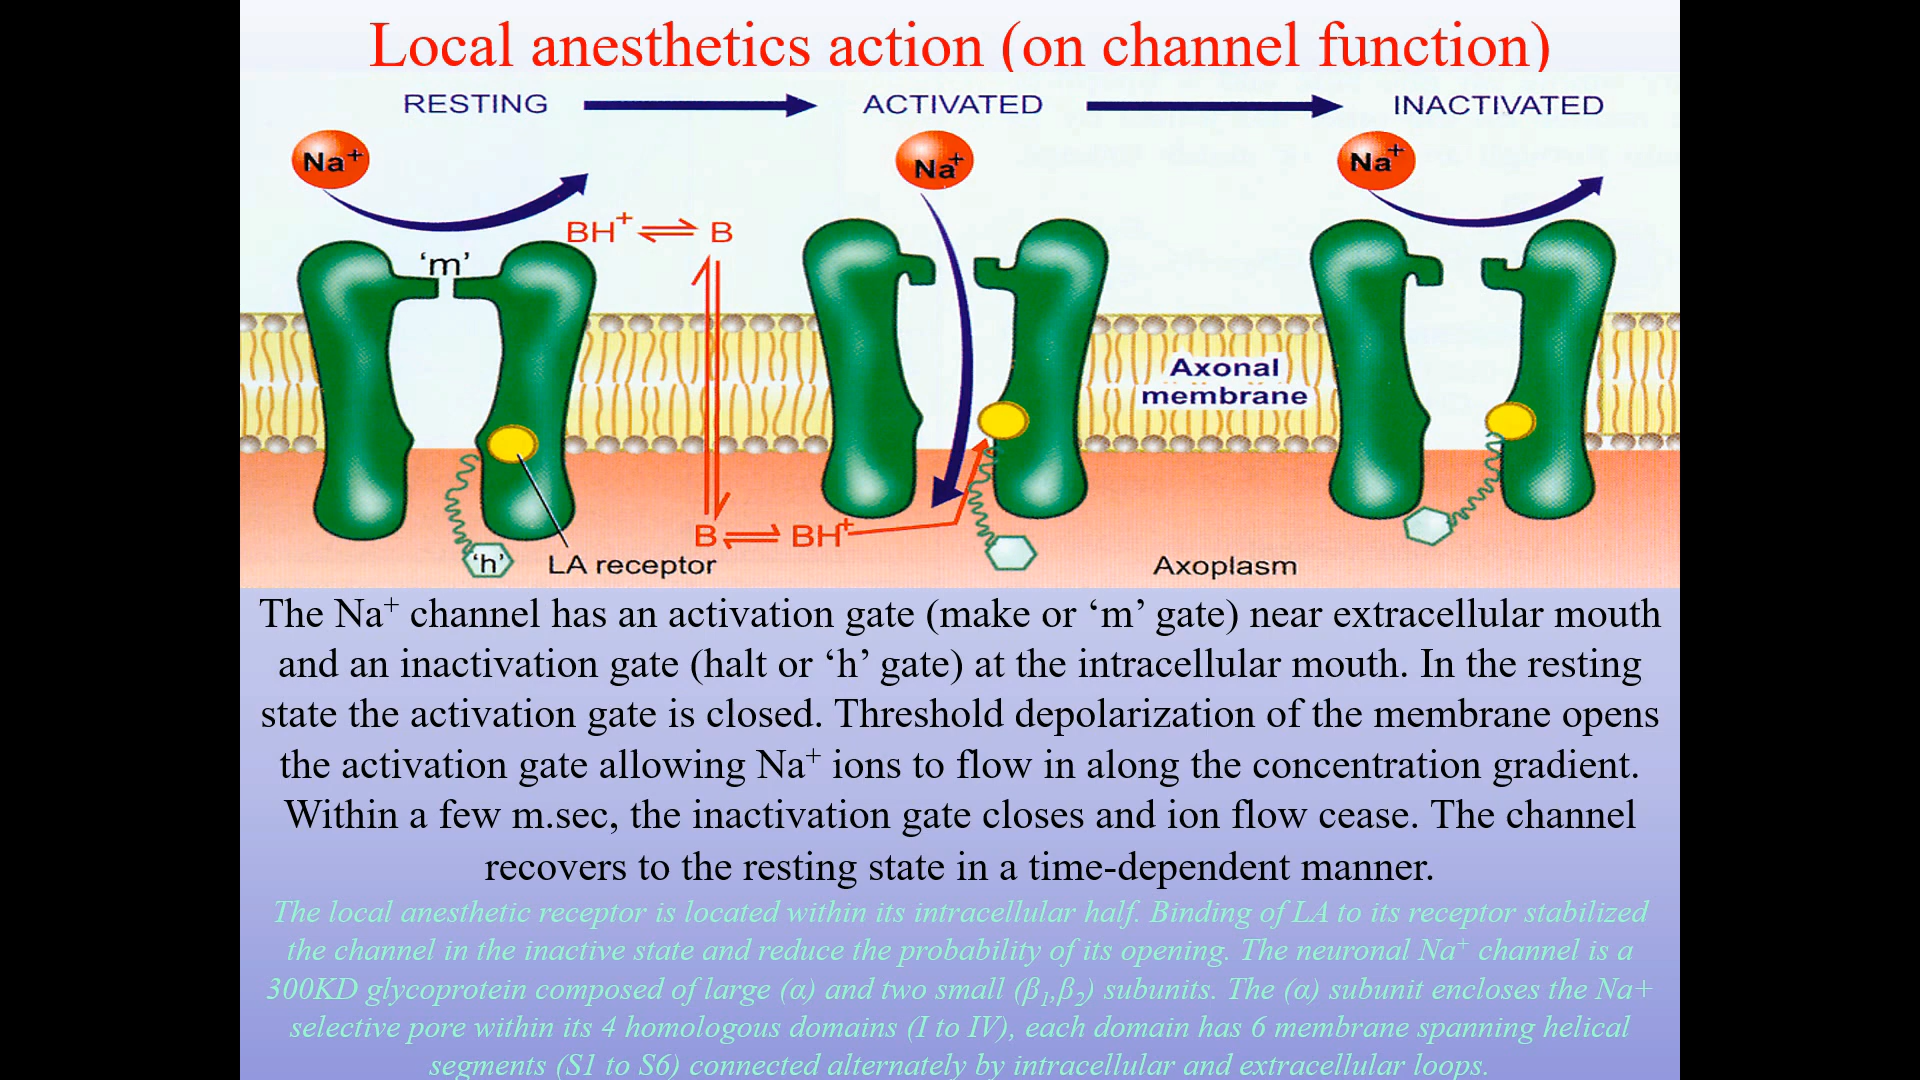 Local anesthetics action (on channel function)
RESTING ACTIVATED INACTIVATED
Na+ Na+ Na+
BH+ ⇌ B
'm'
Axonal
membrane
B ⇌ BH+
'h' LA receptor Axoplasm
The Na+ channel has an activation gate (make or ‘m’ gate) near extracellular mouth
and an inactivation gate (halt or ‘h’ gate) at the intracellular mouth. In the resting
state the activation gate is closed. Threshold depolarization of the membrane opens
the activation gate allowing Na+ ions to flow in along the concentration gradient.
Within a few m.sec, the inactivation gate closes and ion flow cease. The channel
recovers to the resting state in a time-dependent manner.
The local anesthetic receptor is located within its intracellular half. Binding of LA to its receptor stabilized
the channel in the inactive state and reduce the probability of its opening. The neuronal Na+ channel is a
300KD glycoprotein composed of large (α) and two small (β1,β2) subunits. The (α) subunit encloses the Na+
selective pore within its 4 homologous domains (I to IV), each domain has 6 membrane spanning helical
segments (S1 to S6) connected alternately by intracellular and extracellular loops.